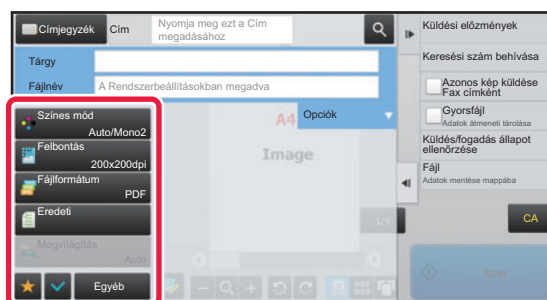 Címjegyzék
Cím
Nyomja meg ezt a Cím
megadásához
Tárgy
Fájlnév
A Rendszerbeállításokban megadva
Opciók
Színes mód
Auto/Mono2
Felbontás
200x200dpi
Fájlformátum
PDF
Eredeti
Megvilágítás
Auto
Egyéb
A4
Image
1/5
Küldési előzmények
Keresési szám behívása
Azonos kép küldése
Fax címként
Gyorsfájl
Adatok átmeneti tárolása
Küldés/fogadás állapot
ellenőrzése
Fájl
Adatok mentése mappába
CA
Start